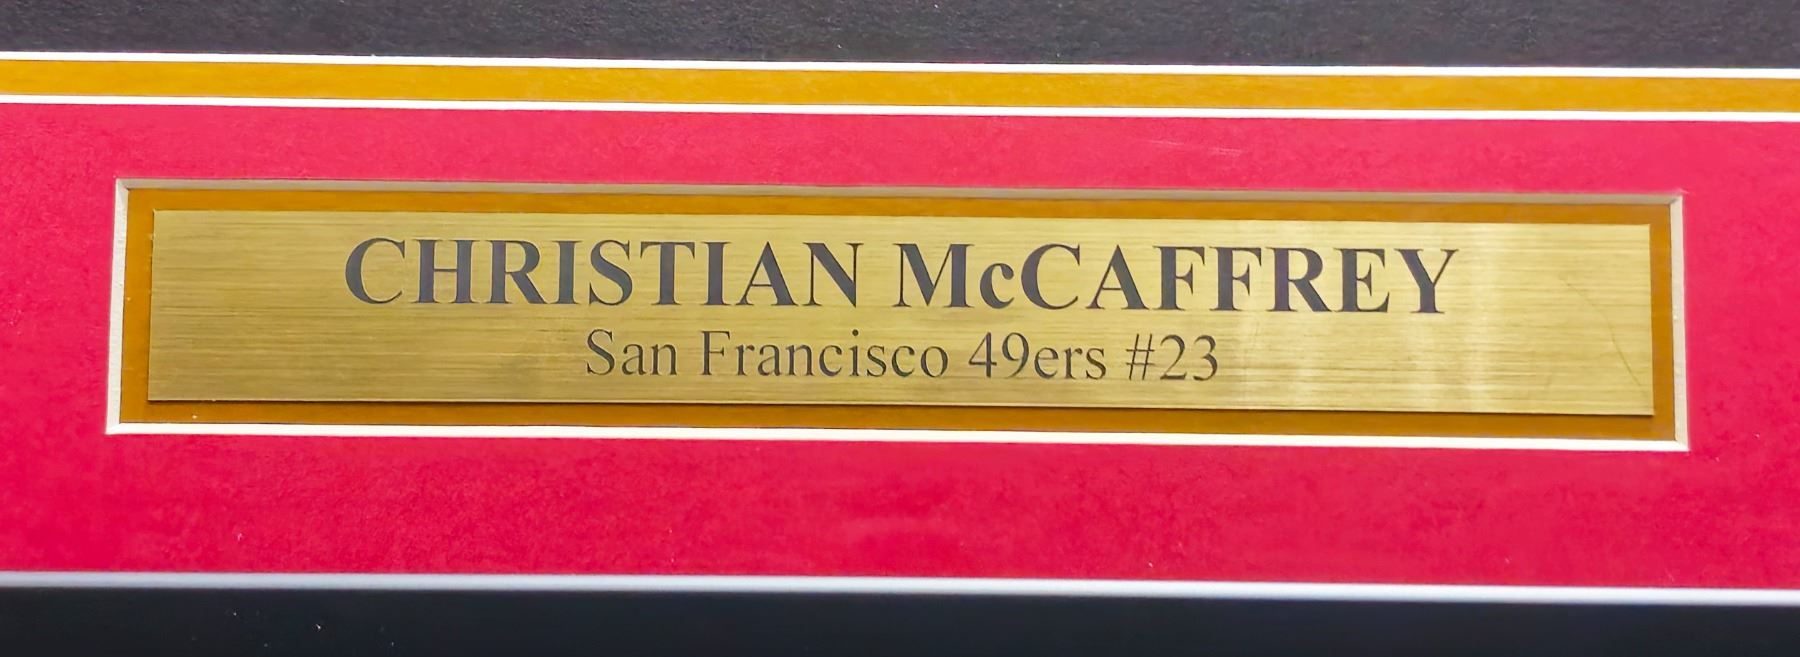 CHRISTIAN McCAFFREY
San Francisco 49ers #23